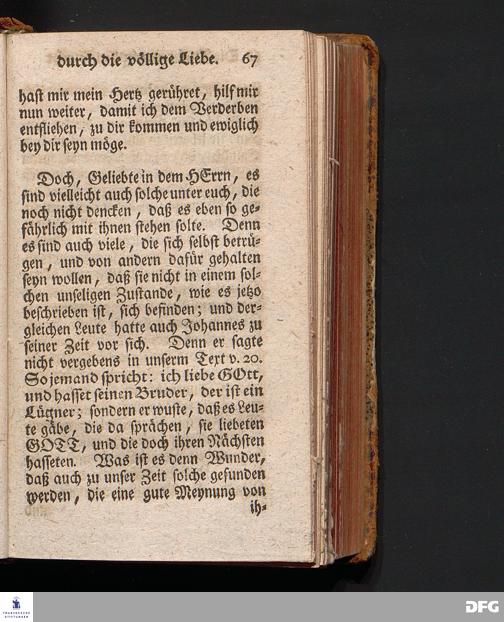 durch die völlige Liebe. 67
hast mir mein Hertz gerühret, hilf mir
nun weiter, damit ich dem Verderben
entfliehen, zu dir kommen und ewiglich
bey dir seyn möge.
Doch, Geliebte in dem HErrn, es
sind vielleicht auch solche unter euch, die
noch nicht dencken, daß es eben so ge-
fährlich mit ihnen stehen solte. Denn
es sind auch viele, die sich selbst betrü-
gen, und von andern dafür gehalten
seyn wollen, daß sie nicht in einem sol-
chen unseligen Zustande, wie es jetzo
beschrieben ist, sich befinden; und der-
gleichen Leute hatte auch Johannes zu
seiner Zeit vor sich. Denn er sagte
nicht vergebens in unserm Text v. 20.
So jemand spricht: ich liebe GOtt,
und hasset seinen Bruder, der ist ein
Lügner; sondern er wuste, daß es Leu-
te gäbe, die da sprächen, sie liebeten
GOTT, und die doch ihren Nächsten
hasseten. Was ist es denn Wunder,
daß auch zu unser Zeit solche gefunden
werden, die eine gute Meynung von
ih-
FRANCKESCHE
STIFTUNGEN
DFG